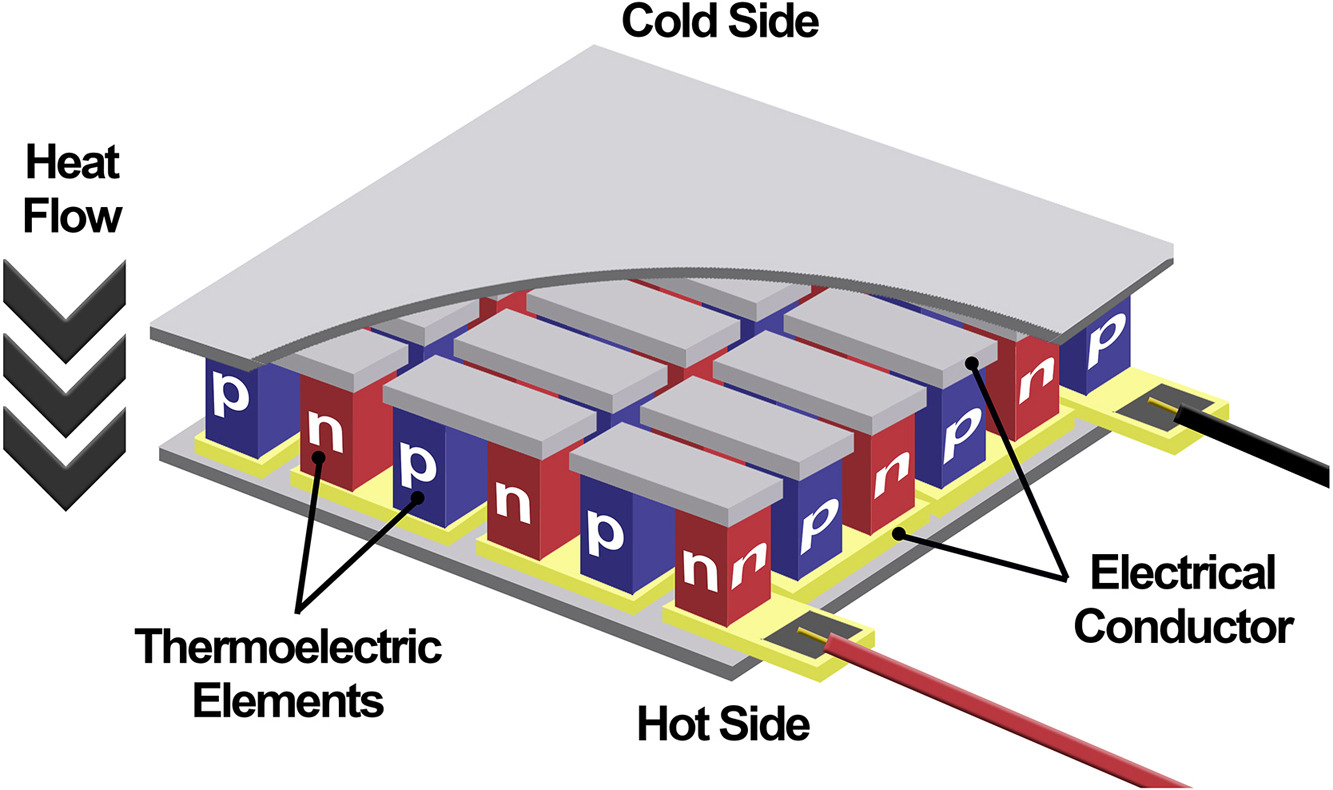 Cold Side
Heat
Flow
p
n
p
n
p
n
n
p
n
p
n
p
Electrical
Conductor
Thermoelectric
Elements
Hot Side